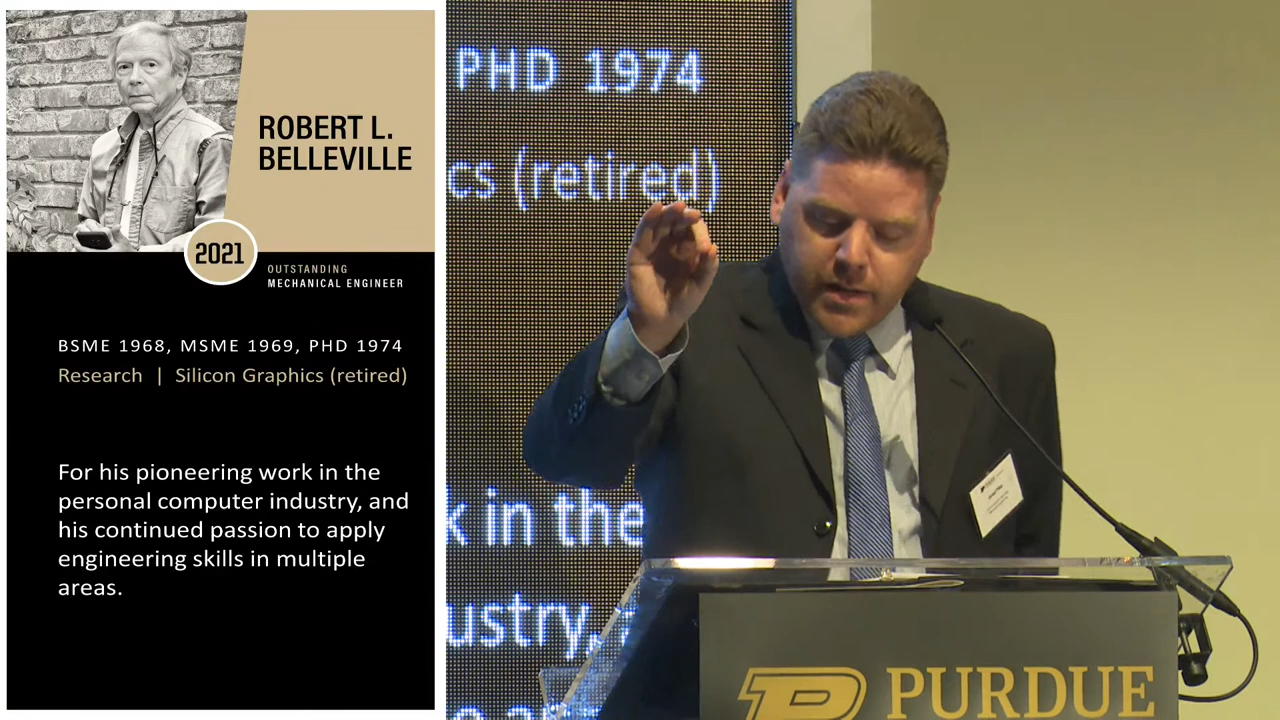 ROBERT L.
BELLEVILLE
2021
OUTSTANDING
MECHANICAL ENGINEER
BSME 1968, MSME 1969, PHD 1974
Research | Silicon Graphics (retired)
For his pioneering work in the
personal computer industry, and
his continued passion to apply
engineering skills in multiple
areas.
PHD 1974
cs (retired)
k in the
ustry,
PURDUE